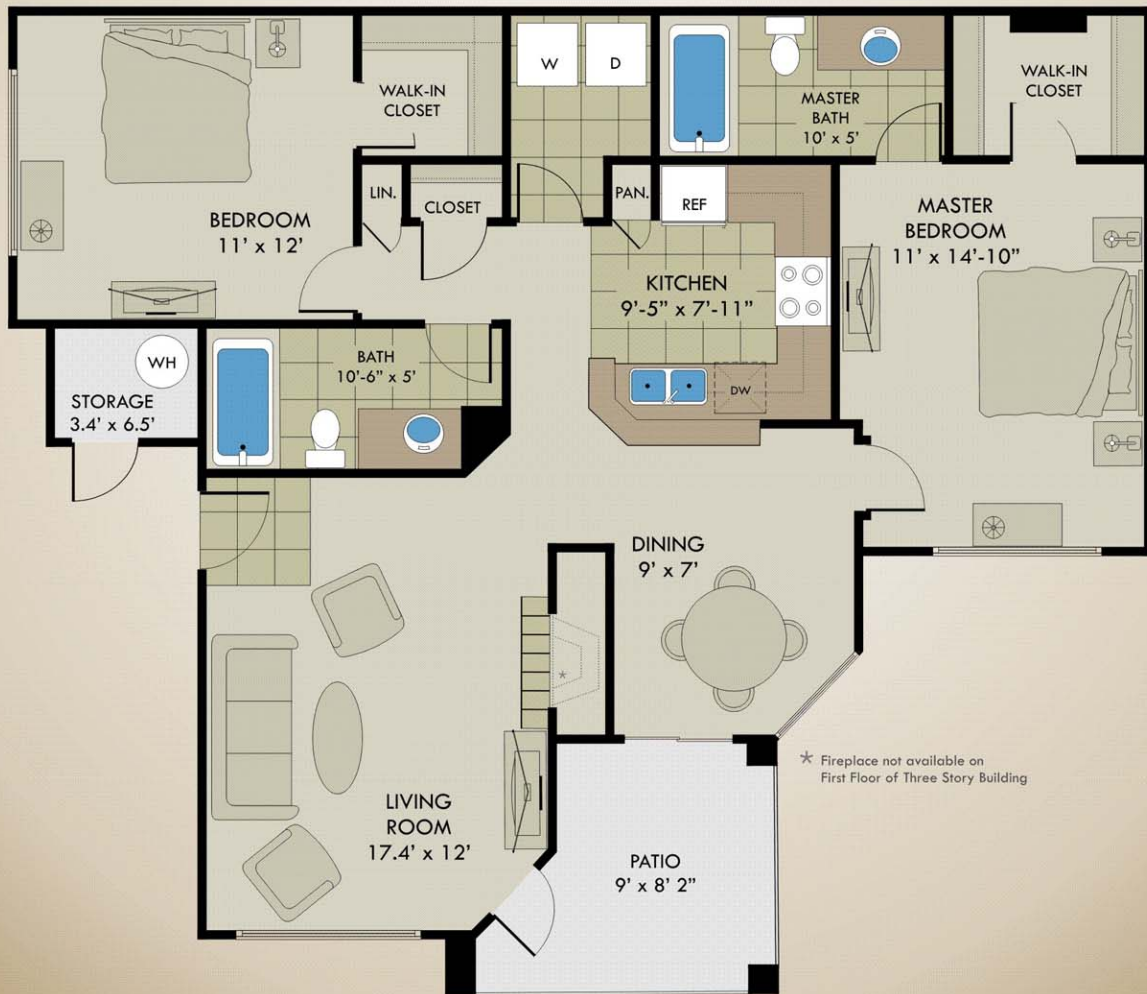 W
D
WALK-IN
CLOSET
MASTER
BATH
10' x 5'
WALK-IN
CLOSET
LIN.
CLOSET
PAN.
REF
BEDROOM
11' x 12'
MASTER
BEDROOM
11' x 14'-10”
KITCHEN
9'-5” x 7'-11”
WH
STORAGE
3.4' x 6.5'
BATH
10'-6” x 5'
DW
DINING
9' x 7'
*
* Fireplace not available on
First Floor of Three Story Building
LIVING
ROOM
17.4' x 12'
PATIO
9' x 8' 2”